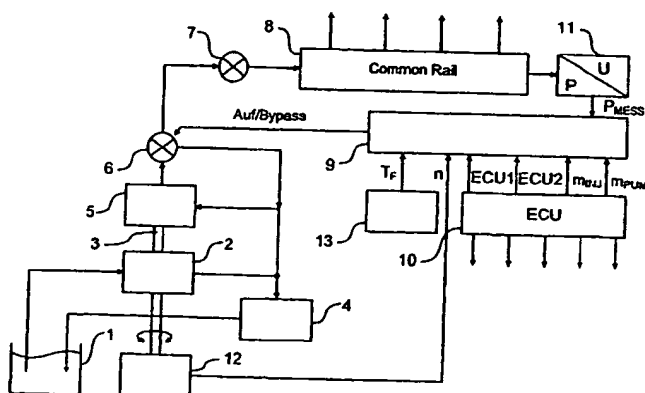 7
8
11
Common Rail
U
P
P_MESS
Auf/Bypass
6
9
T_F
n
ECU1
ECU2
m_INJ
m_PUM
5
3
2
13
10
ECU
1
4
12